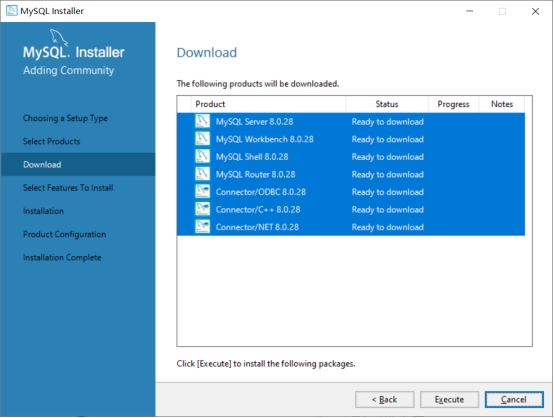 MySQL Installer
MySQL. Installer
Adding Community
Choosing a Setup Type
Select Products
Download
Select Features To Install
Installation
Product Configuration
Installation Complete
Download
The following products will be downloaded.
Product Status Progress Notes
MySQL Server 8.0.28 Ready to download
MySQL Workbench 8.0.28 Ready to download
MySQL Shell 8.0.28 Ready to download
MySQL Router 8.0.28 Ready to download
Connector/ODBC 8.0.28 Ready to download
Connector/C++ 8.0.28 Ready to download
Connector/NET 8.0.28 Ready to download
Click [Execute] to install the following packages.
< Back Execute Cancel